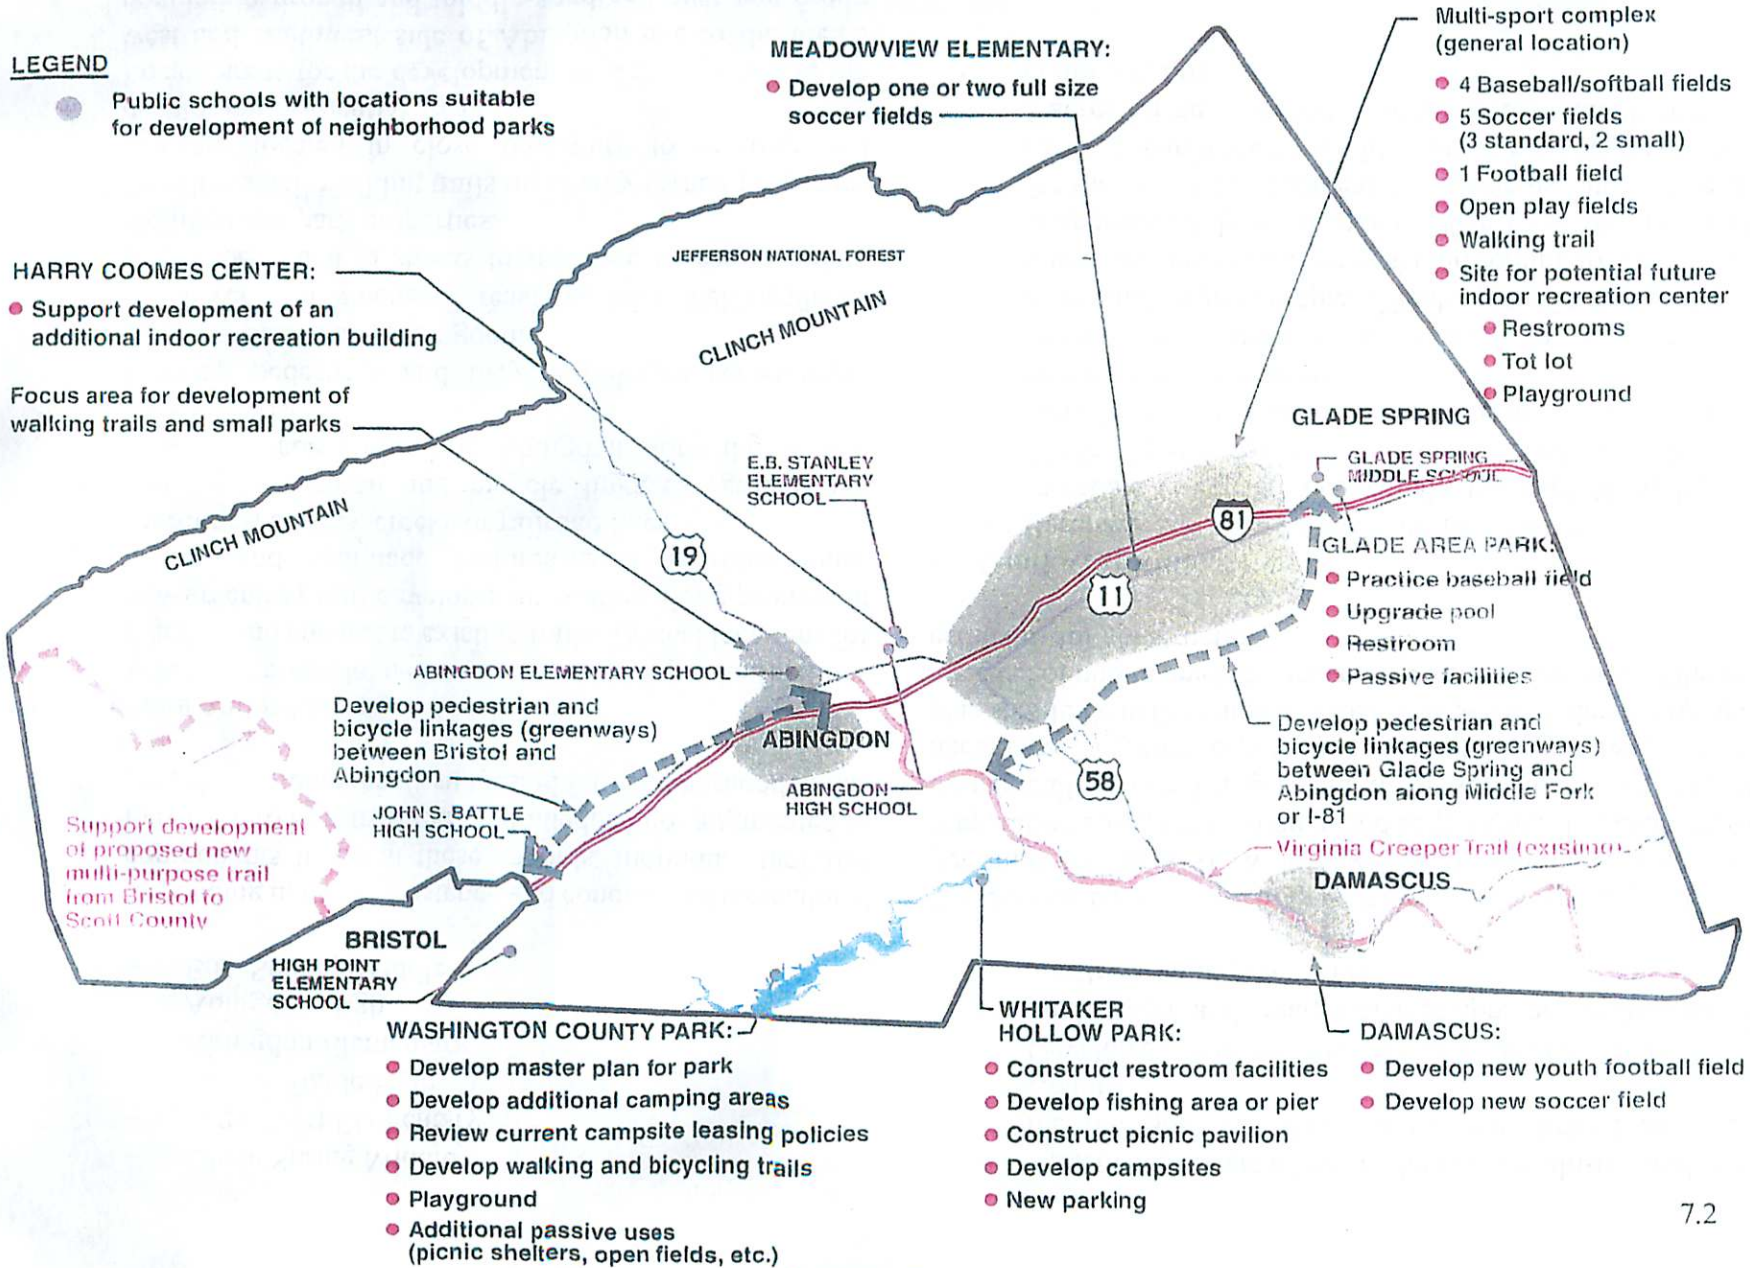 LEGEND
Public schools with locations suitable
for development of neighborhood parks
MEADOWVIEW ELEMENTARY:
Develop one or two full size
soccer fields
Multi-sport complex
(general location)
4 Baseball/softball fields
5 Soccer fields
(3 standard, 2 small)
1 Football field
Open play fields
Walking trail
Site for potential future
indoor recreation center
Restrooms
Tot lot
Playground
HARRY COOMES CENTER:
Support development of an
additional indoor recreation building
Focus area for development of
walking trails and small parks
JEFFERSON NATIONAL FOREST
CLINCH MOUNTAIN
CLINCH MOUNTAIN
GLADE SPRING
GLADE SPRING
MIDDLE SCHOOL
E.B. STANLEY
ELEMENTARY
SCHOOL
19
81
11
GLADE AREA PARK:
Practice baseball field
Upgrade pool
Restroom
Passive facilities
ABINGDON ELEMENTARY SCHOOL
Develop pedestrian and
bicycle linkages (greenways)
between Bristol and
Abingdon
ABINGDON
ABINGDON
HIGH SCHOOL
58
Develop pedestrian and
bicycle linkages (greenways)
between Glade Spring and
Abingdon along Middle Fork
or I-81
JOHN S. BATTLE
HIGH SCHOOL
Support development
of proposed new
multi-purpose trail
from Bristol to
Scott County
Virginia Creeper Trail (existing)
DAMASCUS
BRISTOL
HIGH POINT
ELEMENTARY
SCHOOL
WASHINGTON COUNTY PARK:
Develop master plan for park
Develop additional camping areas
Review current campsite leasing policies
Develop walking and bicycling trails
Playground
Additional passive uses
(picnic shelters, open fields, etc.)
WHITAKER
HOLLOW PARK:
Construct restroom facilities
Develop fishing area or pier
Construct picnic pavilion
Develop campsites
New parking
DAMASCUS:
Develop new youth football field
Develop new soccer field
7.2